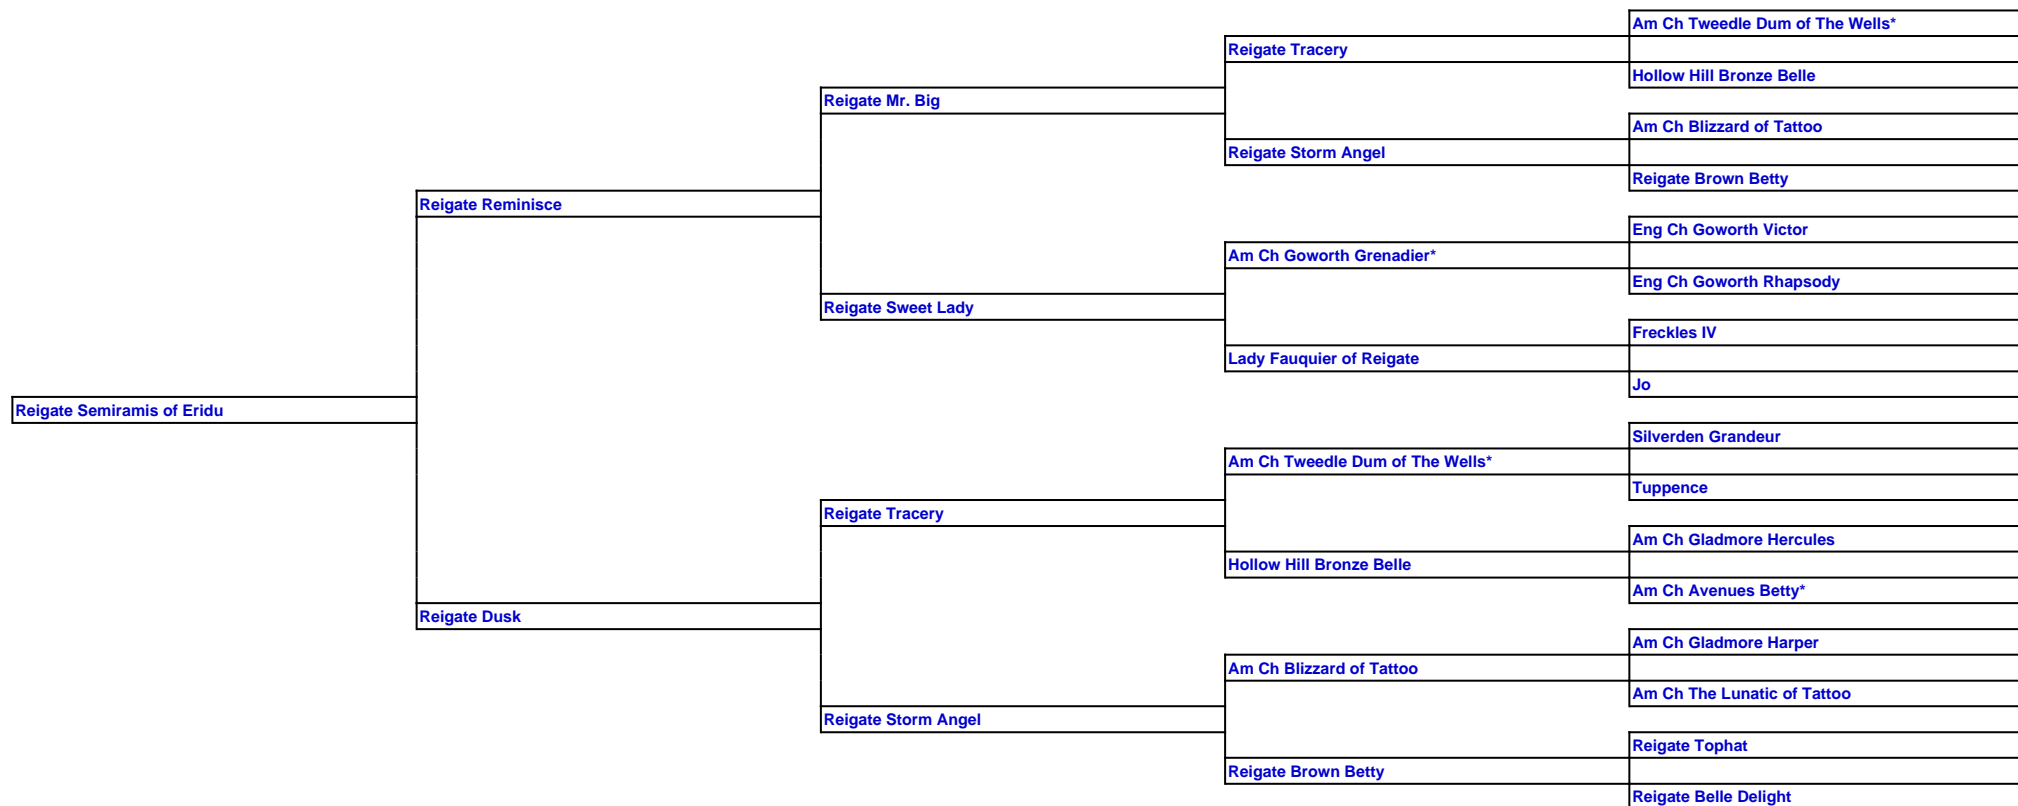 Am Ch Tweedle Dum of The Wells*
Reigate Tracery
Hollow Hill Bronze Belle
Reigate Mr. Big
Am Ch Blizzard of Tattoo
Reigate Storm Angel
Reigate Brown Betty
Reigate Reminisce
Eng Ch Goworth Victor
Am Ch Goworth Grenadier*
Eng Ch Goworth Rhapsody
Reigate Sweet Lady
Freckles IV
Lady Fauquier of Reigate
Jo
Reigate Semiramis of Eridu
Silverden Grandeur
Am Ch Tweedle Dum of The Wells*
Tuppence
Reigate Tracery
Am Ch Gladmore Hercules
Hollow Hill Bronze Belle
Am Ch Avenues Betty*
Reigate Dusk
Am Ch Gladmore Harper
Am Ch Blizzard of Tattoo
Am Ch The Lunatic of Tattoo
Reigate Storm Angel
Reigate Tophat
Reigate Brown Betty
Reigate Belle Delight